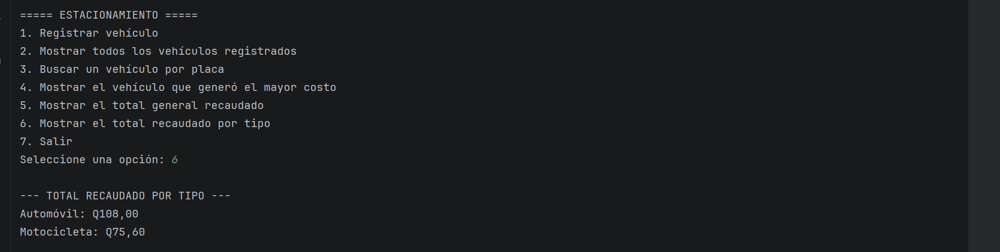 ===== ESTACIONAMIENTO =====
1. Registrar vehículo
2. Mostrar todos los vehículos registrados
3. Buscar un vehículo por placa
4. Mostrar el vehículo que generó el mayor costo
5. Mostrar el total general recaudado
6. Mostrar el total recaudado por tipo
7. Salir
Seleccione una opción: 6
--- TOTAL RECAUDADO POR TIPO ---
Automóvil: Q108,00
Motocicleta: Q75,60